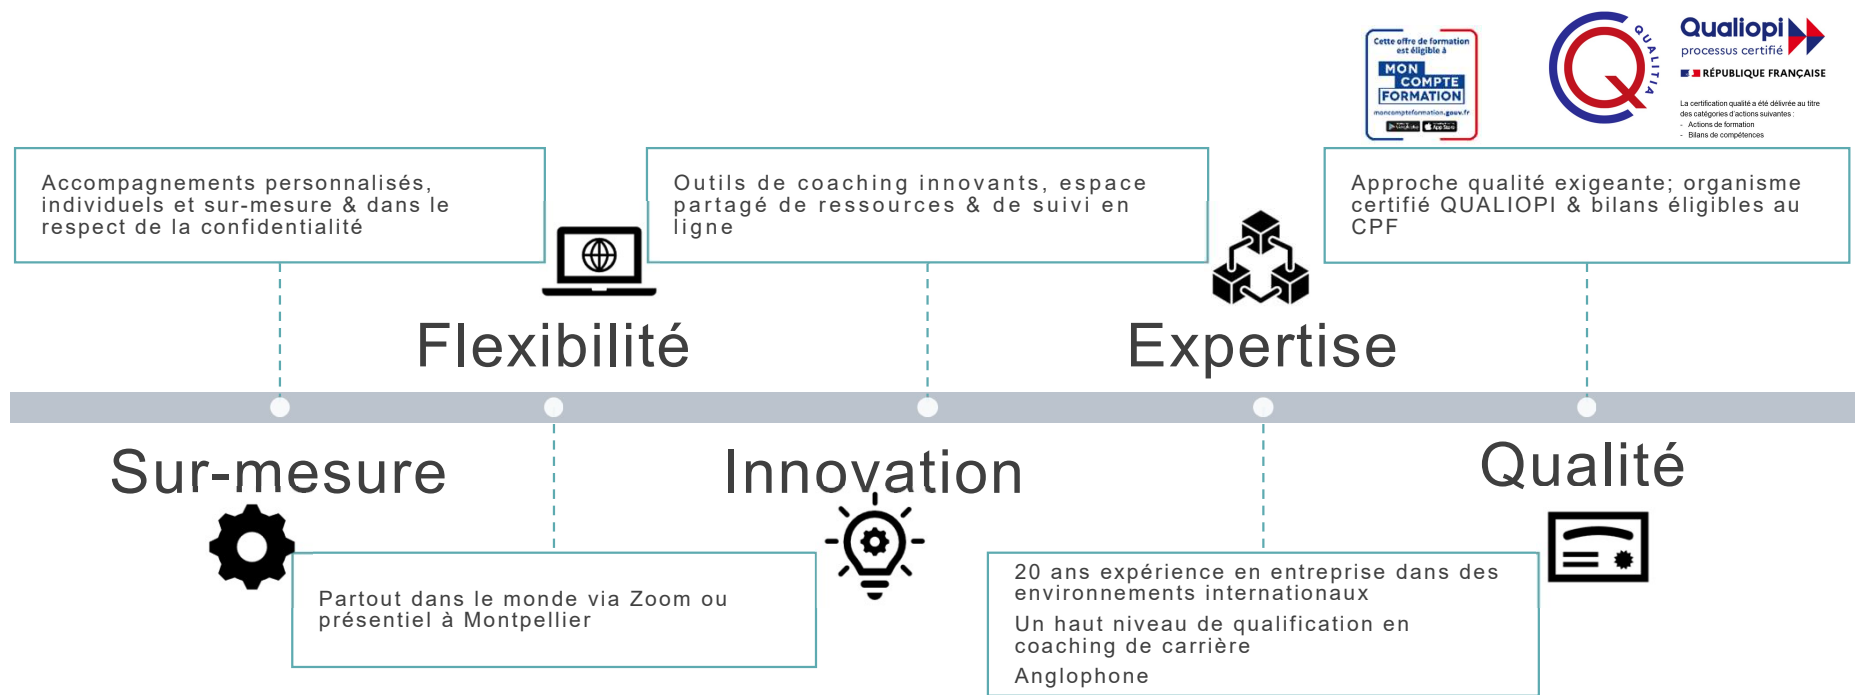 Cette offre de formation
est éligible à
MON
COMPTE
FORMATION
moncompteformation.gouv.fr
App Store
QUALITIA
Qualiopi
processus certifié
RÉPUBLIQUE FRANÇAISE
La certification qualité a été délivrée au titre
des catégories d'actions suivantes :
- Actions de formation
- Bilans de compétences
Accompagnements personnalisés,
individuels et sur-mesure & dans le
respect de la confidentialité
Outils de coaching innovants, espace
partagé de ressources & de suivi en
ligne
Approche qualité exigeante; organisme
certifié QUALIOPI & bilans éligibles au
CPF
Flexibilité
Expertise
Sur-mesure
Innovation
Qualité
Partout dans le monde via Zoom ou
présentiel à Montpellier
20 ans expérience en entreprise dans des
environnements internationaux
Un haut niveau de qualification en
coaching de carrière
Anglophone